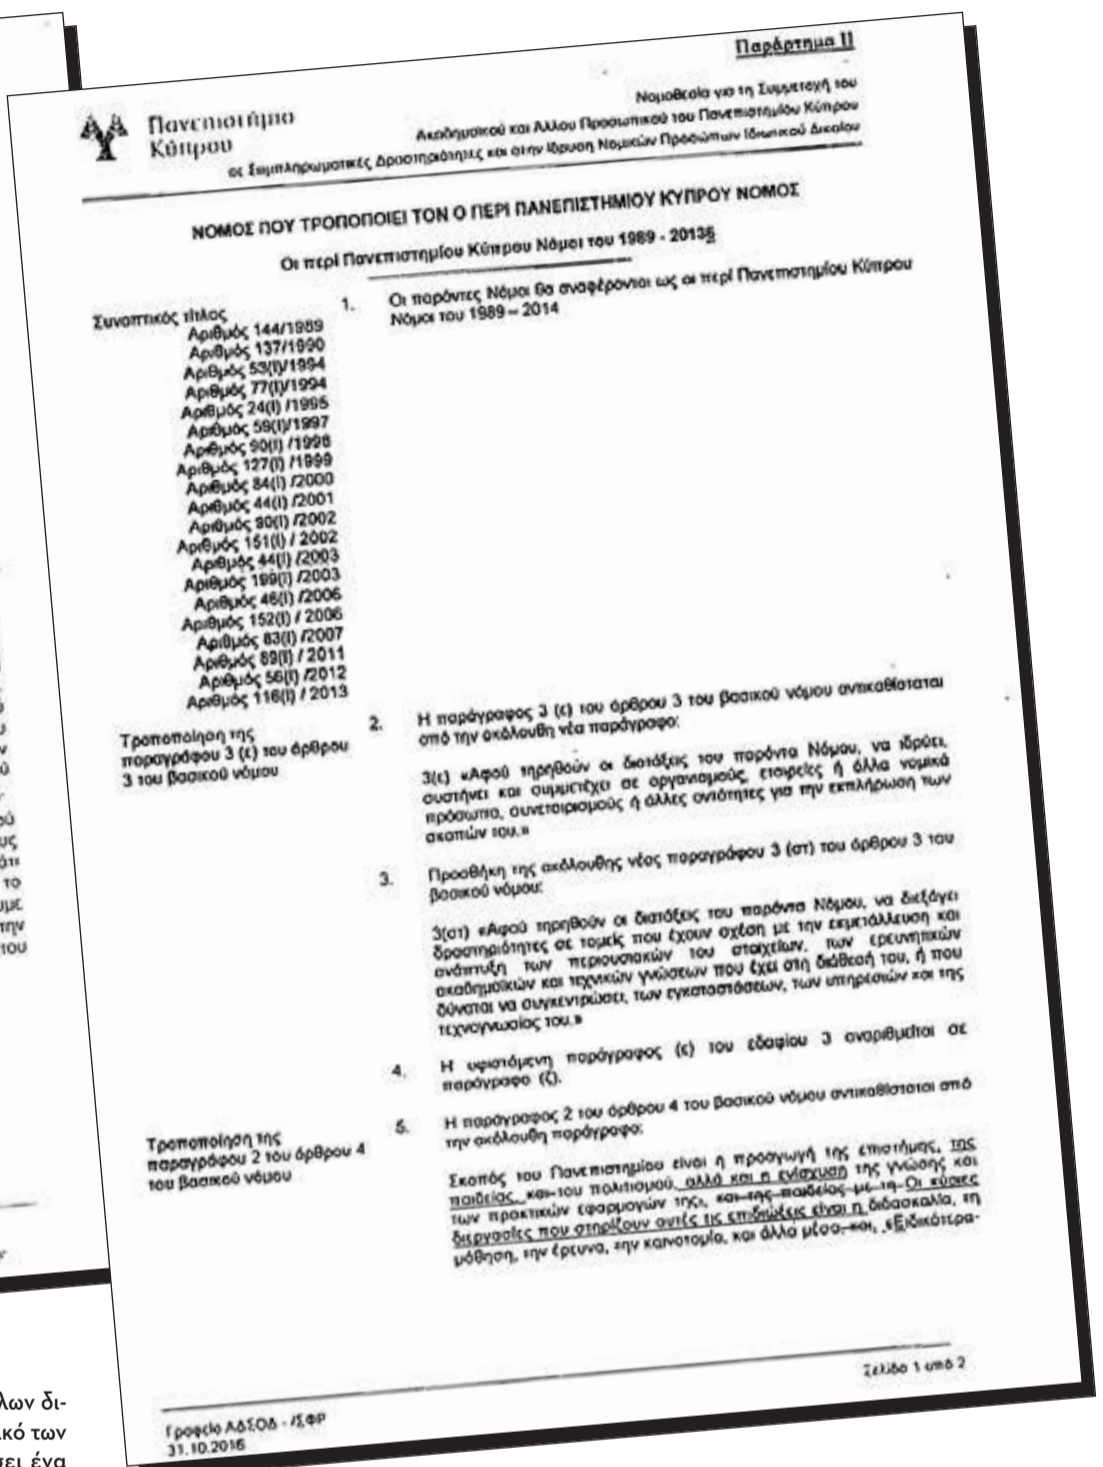 Παράρτημα ΙΙ
Πανεπιστήμιο
Κύπρου
Νομοθεσία για τη Συμμετοχή του
Ακαδημαϊκού και Άλλου Προσωπικού του Πανεπιστημίου Κύπρου
σε Συμπληρωματικές Δραστηριότητες και στην Ίδρυση Νομικών Προσώπων Ιδιωτικού Δικαίου
ΝΟΜΟΣ ΠΟΥ ΤΡΟΠΟΠΟΙΕΙ ΤΟΝ Ο ΠΕΡΙ ΠΑΝΕΠΙΣΤΗΜΙΟΥ ΚΥΠΡΟΥ ΝΟΜΟΣ
Οι περί Πανεπιστημίου Κύπρου Νόμοι του 1989 - 20136
Συνοπτικός τίτλος
Αριθμός 144/1989
Αριθμός 137/1990
Αριθμός 53(Ι)/1994
Αριθμός 77(Ι)/1994
Αριθμός 24(Ι) /1995
Αριθμός 59(Ι)/1997
Αριθμός 90(Ι) /1998
Αριθμός 127(Ι) /1999
Αριθμός 84(Ι) /2000
Αριθμός 44(Ι) /2001
Αριθμός 90(Ι) /2002
Αριθμός 151(Ι) / 2002
Αριθμός 44(Ι) /2003
Αριθμός 199(Ι) /2003
Αριθμός 46(Ι) /2006
Αριθμός 152(Ι) / 2006
Αριθμός 83(Ι) /2007
Αριθμός 89(Ι) / 2011
Αριθμός 56(Ι) /2012
Αριθμός 116(Ι) / 2013
1. Οι παρόντες Νόμοι θα αναφέρονται ως οι περί Πανεπιστημίου Κύπρου
Νόμοι του 1989 – 2014
Τροποποίηση της
παραγράφου 3 (ε) του άρθρου
3 του βασικού νόμου
2. Η παράγραφος 3 (ε) του άρθρου 3 του βασικού νόμου αντικαθίσταται
από την ακόλουθη νέα παράγραφο:
3(ε) «Αφού τηρηθούν οι διατάξεις του παρόντα Νόμου, να ιδρύει,
συστήνει και συμμετέχει σε οργανισμούς, εταιρείες ή άλλα νομικά
πρόσωπα, συνεταιρισμούς ή άλλες οντότητες για την εκπλήρωση των
σκοπών του.»
3. Προσθήκη της ακόλουθης νέας παραγράφου 3 (στ) του άρθρου 3 του
βασικού νόμου:
3(στ) «Αφού τηρηθούν οι διατάξεις του παρόντα Νόμου, να διεξάγει
δραστηριότητες σε τομείς που έχουν σχέση με την εκμετάλλευση και
ανάπτυξη των περιουσιακών του στοιχείων, των ερευνητικών
ακαδημαϊκών και τεχνικών γνώσεων που έχει στη διάθεσή του, ή που
δύναται να συγκεντρώσει, των εγκαταστάσεων, των υπηρεσιών και της
τεχνογνωσίας του.»
4. Η υφιστάμενη παράγραφος (ε) του εδαφίου 3 αναριθμείται σε
παράγραφο (ζ).
Τροποποίηση της
παραγράφου 2 του άρθρου 4
του βασικού νόμου
5. Η παράγραφος 2 του άρθρου 4 του βασικού νόμου αντικαθίσταται από
την ακόλουθη παράγραφο:
Σκοπός του Πανεπιστημίου είναι η προαγωγή της επιστήμης, της
παιδείας, και του πολιτισμού, αλλά και η ενίσχυση της γνώσης και
των πρακτικών εφαρμογών της, και της παιδείας με τη Οι κύριες
διεργασίες που στηρίζουν αυτές τις επιδιώξεις είναι η διδασκαλία, τη
μάθηση, την έρευνα, την καινοτομία, και άλλα μέσα και, εΕιδικότερα
Σελίδα 1 από 2
Γραφείο ΑΔΣΟΔ - /ΣΦΡ
31.10.2016
το
υμε
την
του
λων δι-
κό των
σει ένα